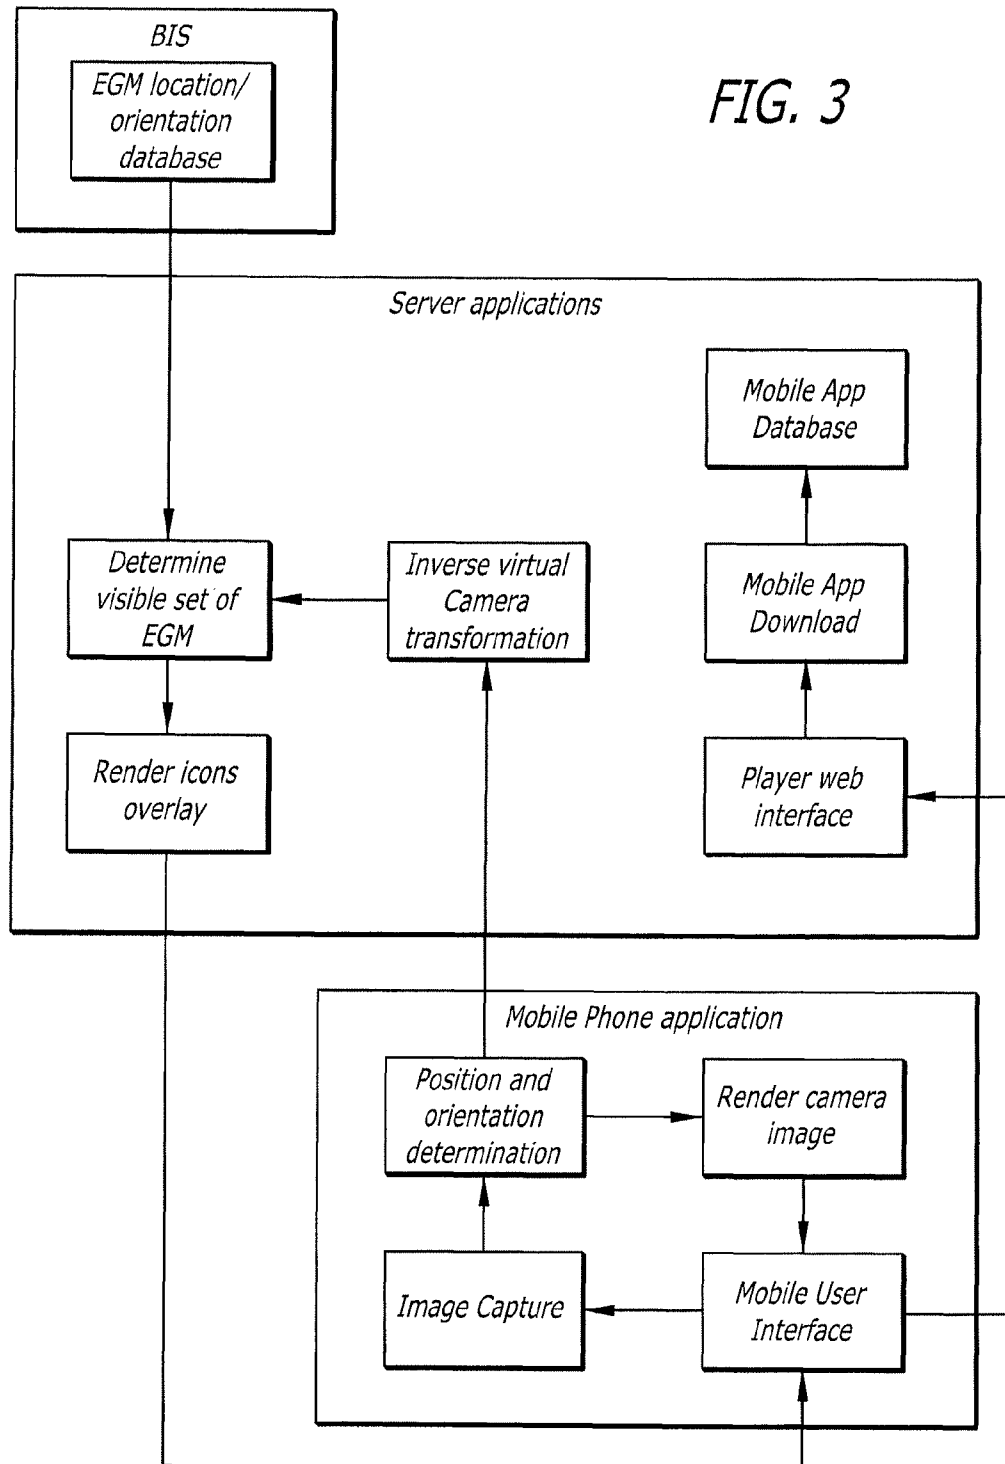 BIS
EGM location/
orientation
database
FIG. 3
Server applications
Mobile App
Database
Determine
visible set of
EGM
Inverse virtual
Camera
transformation
Mobile App
Download
Render icons
overlay
Player web
interface
Mobile Phone application
Position and
orientation
determination
Render camera
image
Image Capture
Mobile User
Interface